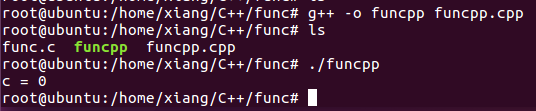 root@ubuntu:/home/xiang/C++/func# g++ -o funcpp funcpp.cpp
root@ubuntu:/home/xiang/C++/func# ls
func.c funcpp funcpp.cpp
root@ubuntu:/home/xiang/C++/func# ./funcpp
c = 0
root@ubuntu:/home/xiang/C++/func#